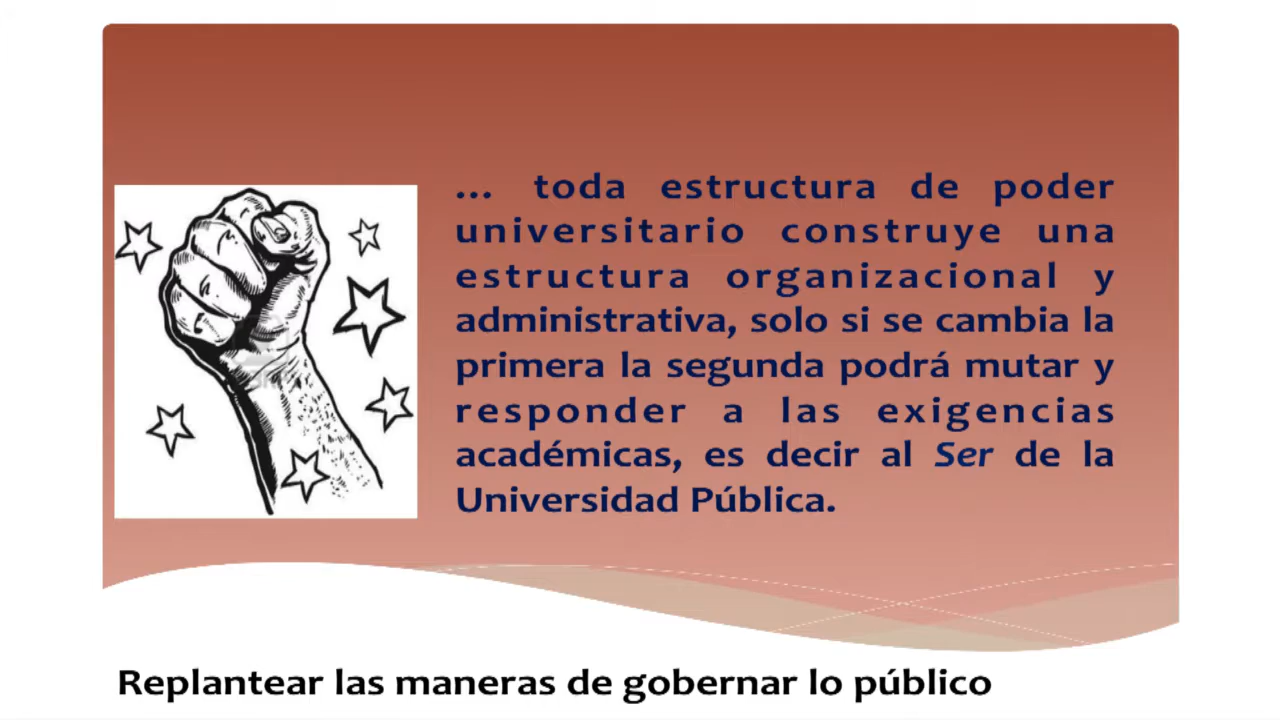 ... toda estructura de poder
universitario construye una
estructura organizacional y
administrativa, solo si se cambia la
primera la segunda podrá mutar y
responder a las exigencias
académicas, es decir al Ser de la
Universidad Pública.
Replantear las maneras de gobernar lo público